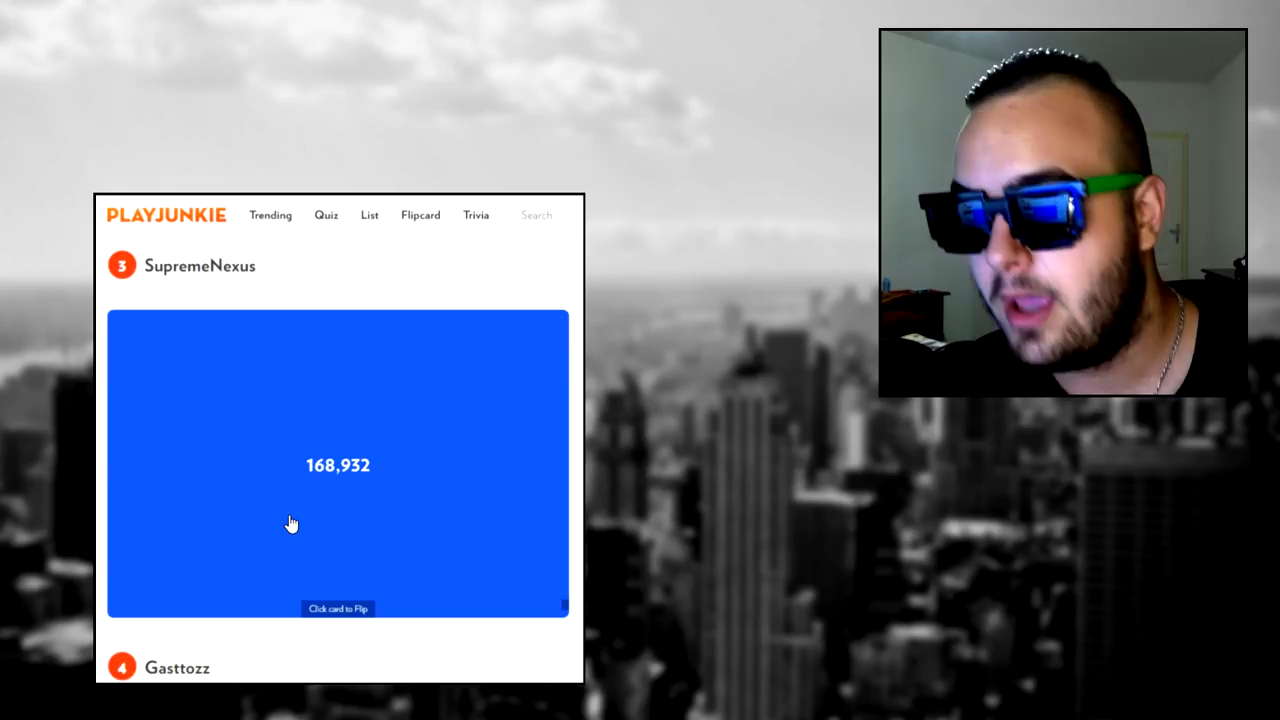 PLAYJUNKIE Trending Quiz List Flipcard Trivia Search
3 SupremeNexus
168,932
Click card to Flip
4 Gasttozz